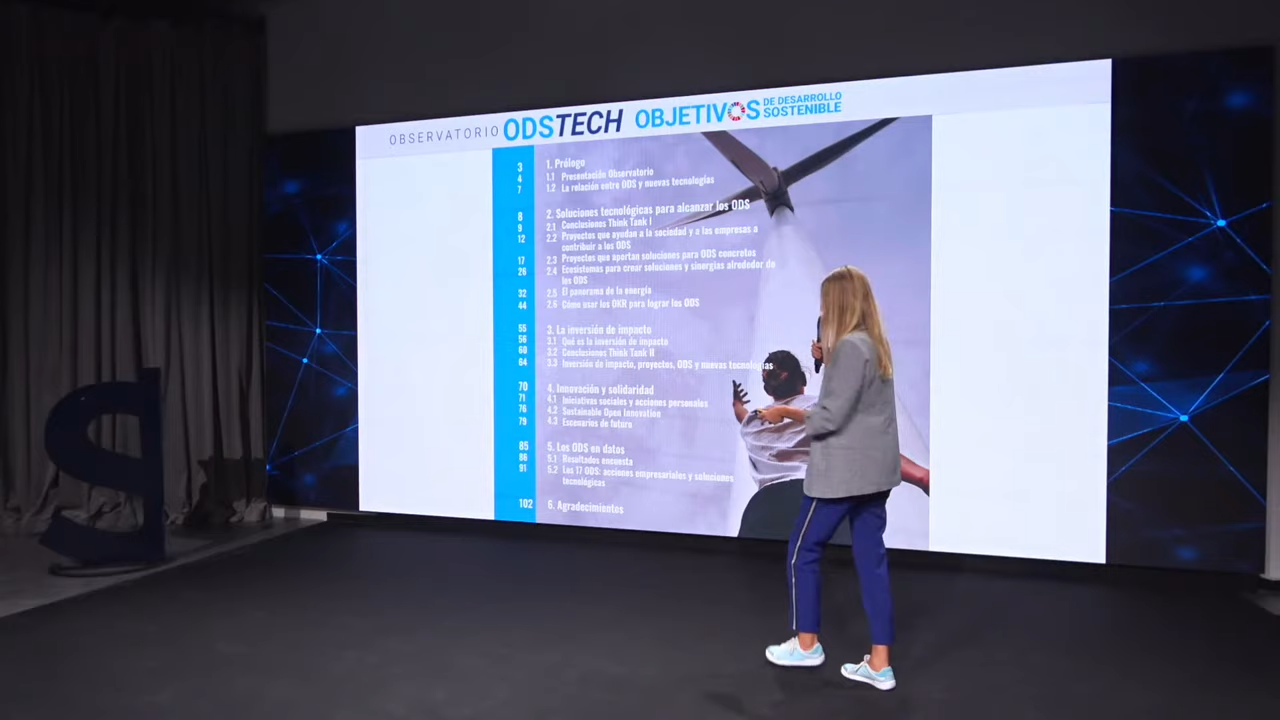 OBSERVATORIO ODSTECH OBJETIVOS DE DESARROLLO SOSTENIBLE
3 1. Prólogo
4 1.1 Presentación Observatorio
7 1.2 La relación entre ODS y nuevas tecnologías
8 2. Soluciones tecnológicas para alcanzar los ODS
9 2.1 Conclusiones Think Tank I
12 2.2 Proyectos que ayudan a la sociedad y a las empresas a
contribuir a los ODS
17 2.3 Proyectos que aportan soluciones para ODS concretos
26 2.4 Ecosistemas para crear soluciones y sinergias alrededor de
los ODS
32 2.5 El panorama de la energía
44 2.6 Cómo usar los OKR para lograr los ODS
55 3. La inversión de impacto
56 3.1 Qué es la inversión de impacto
60 3.2 Conclusiones Think Tank II
64 3.3 Inversión de impacto, proyectos, ODS y nuevas tecnologías
70 4. Innovación y solidaridad
71 4.1 Iniciativas sociales y acciones personales
76 4.2 Sustainable Open Innovation
79 4.3 Escenarios de futuro
85 5. Los ODS en datos
86 5.1 Resultados encuesta
91 5.2 Los 17 ODS: acciones empresariales y soluciones
tecnológicas
102 6. Agradecimientos